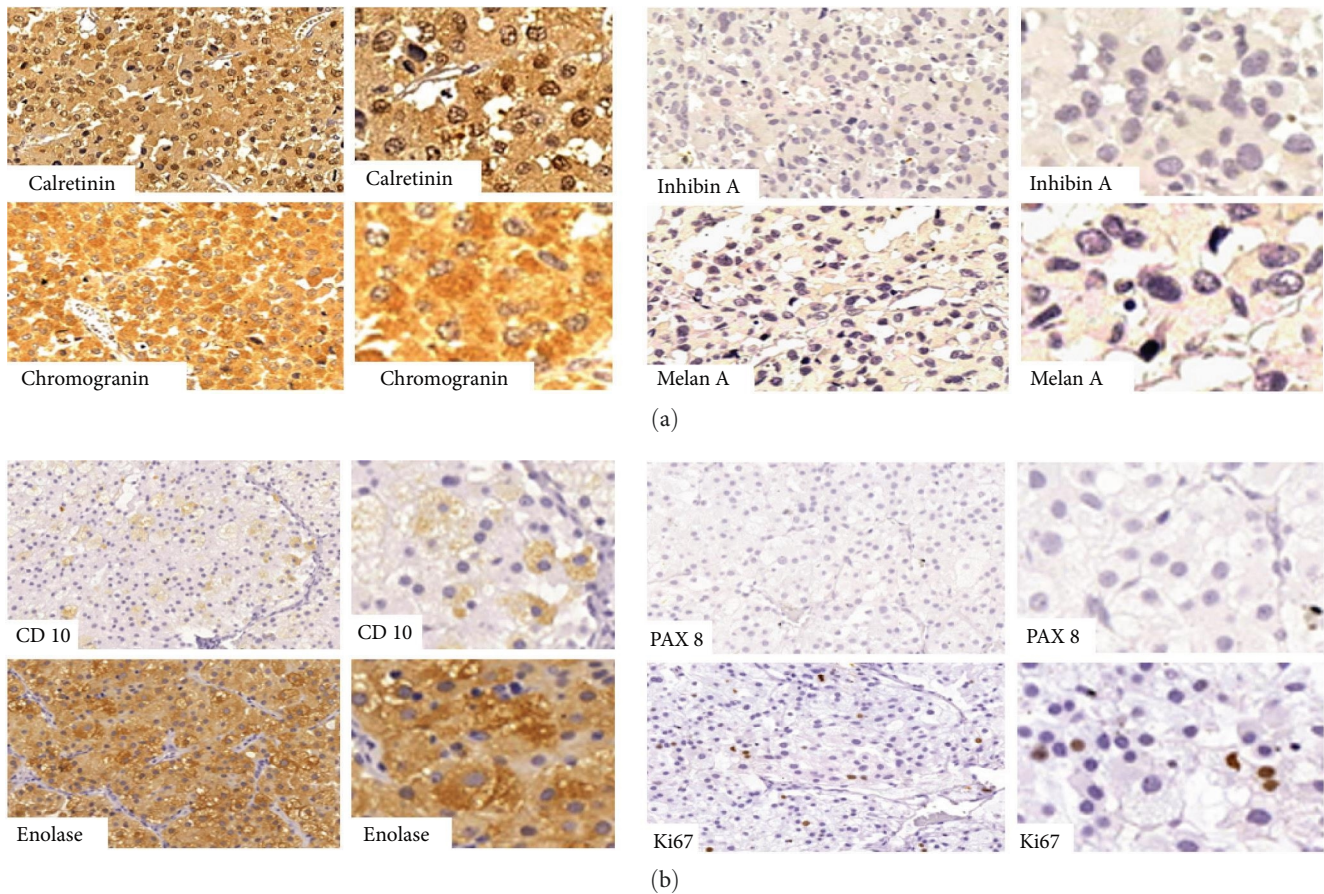 Calretinin
Calretinin
Inhibin A
Inhibin A
Chromogranin
Chromogranin
Melan A
Melan A
(a)
CD 10
CD 10
PAX 8
PAX 8
Enolase
Enolase
Ki67
Ki67
(b)